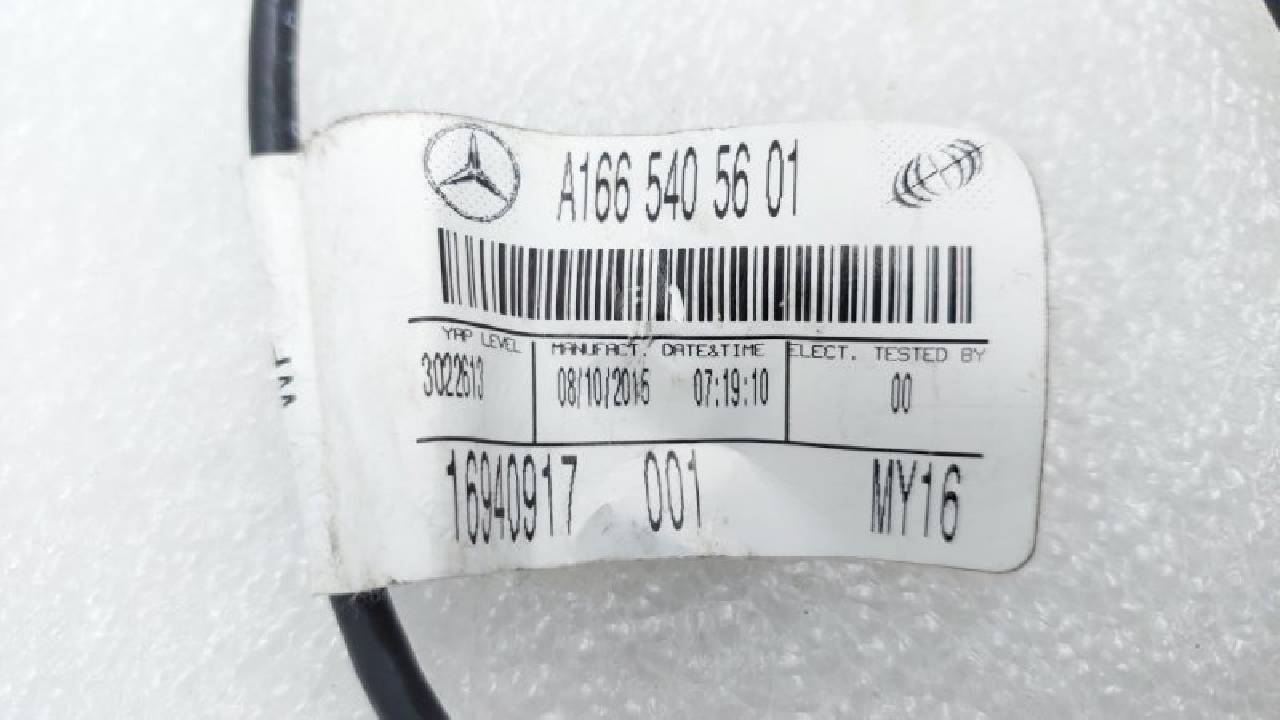 A166 540 56 01
YAP LEVEL
MANUFACT. DATE&TIME
ELECT. TESTED BY
3022613
08/10/2015 07:19:10
00
16940917 001 MY16